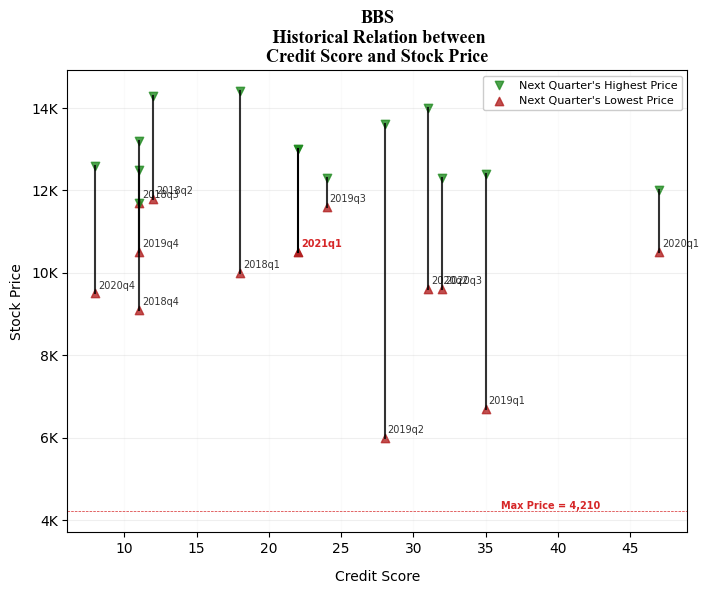 BBS
Historical Relation between
Credit Score and Stock Price
Next Quarter's Highest Price
Next Quarter's Lowest Price
14K
12K
10K
8K
6K
4K
Stock Price
2018q2
2018q3
2019q3
2019q4
2021q1
2020q1
2018q1
2020q4
2020q2
2020q3
2018q4
2019q1
2019q2
Max Price = 4,210
10
15
20
25
30
35
40
45
Credit Score